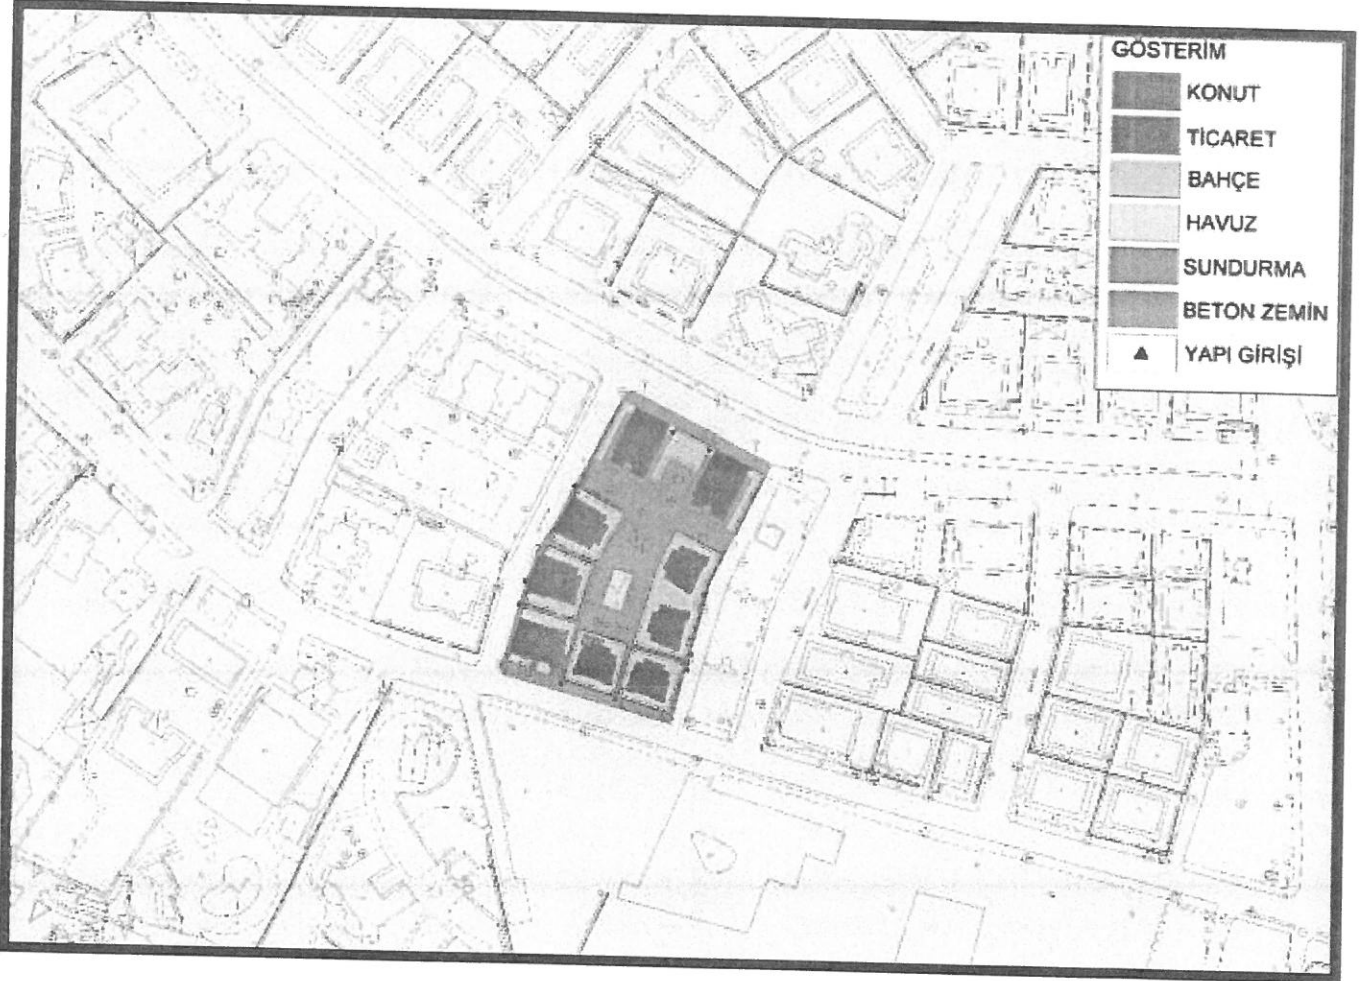 GÖSTERİM
KONUT
TİCARET
BAHÇE
HAVUZ
SUNDURMA
BETON ZEMİN
YAPI GİRİŞİ